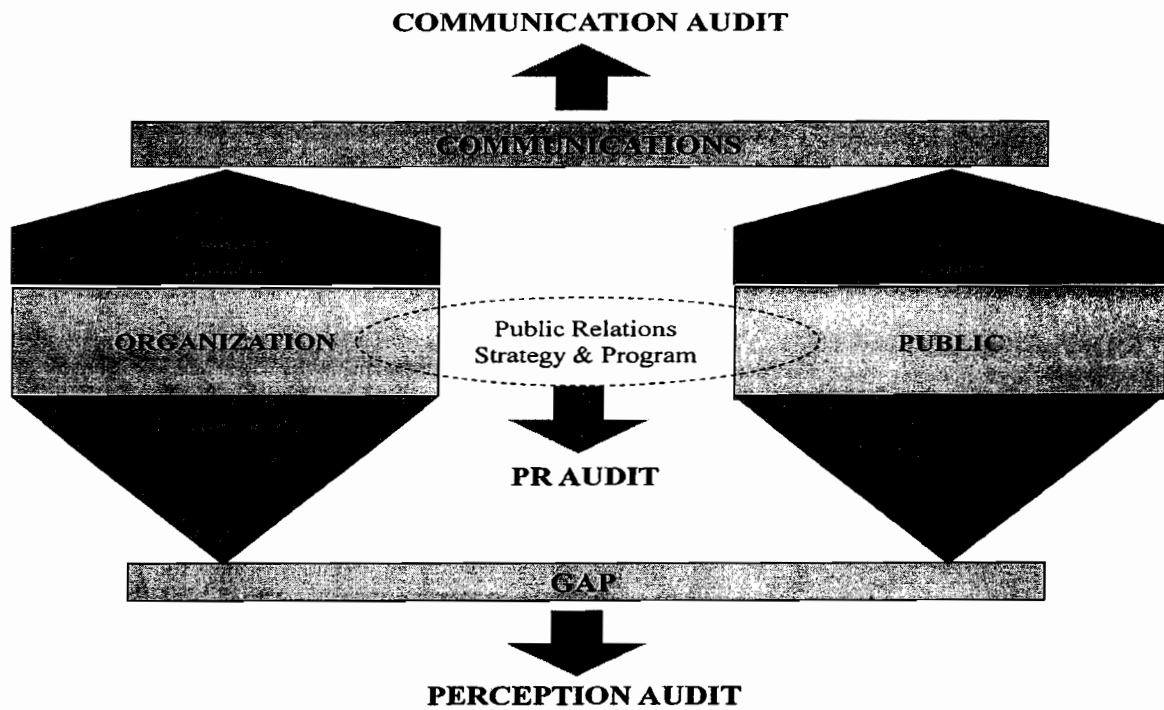 COMMUNICATION AUDIT
COMMUNICATIONS
ORGANIZATION
Public Relations
Strategy & Program
PUBLIC
PR AUDIT
GAP
PERCEPTION AUDIT